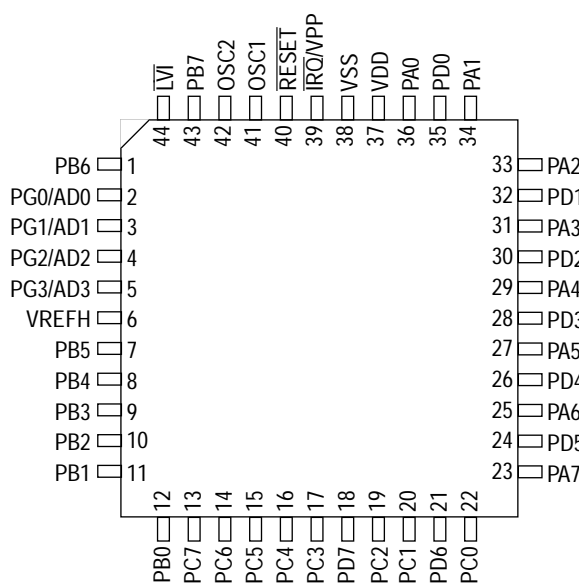 LVI
PB7
OSC2
OSC1
RESET
IRQ/VPP
VSS
VDD
PA0
PD0
PA1
44
43
42
41
40
39
38
37
36
35
34
PB6 1
PG0/AD0 2
PG1/AD1 3
PG2/AD2 4
PG3/AD3 5
VREFH 6
PB5 7
PB4 8
PB3 9
PB2 10
PB1 11
33 PA2
32 PD1
31 PA3
30 PD2
29 PA4
28 PD3
27 PA5
26 PD4
25 PA6
24 PD5
23 PA7
12
13
14
15
16
17
18
19
20
21
22
PB0
PC7
PC6
PC5
PC4
PC3
PD7
PC2
PC1
PD6
PC0